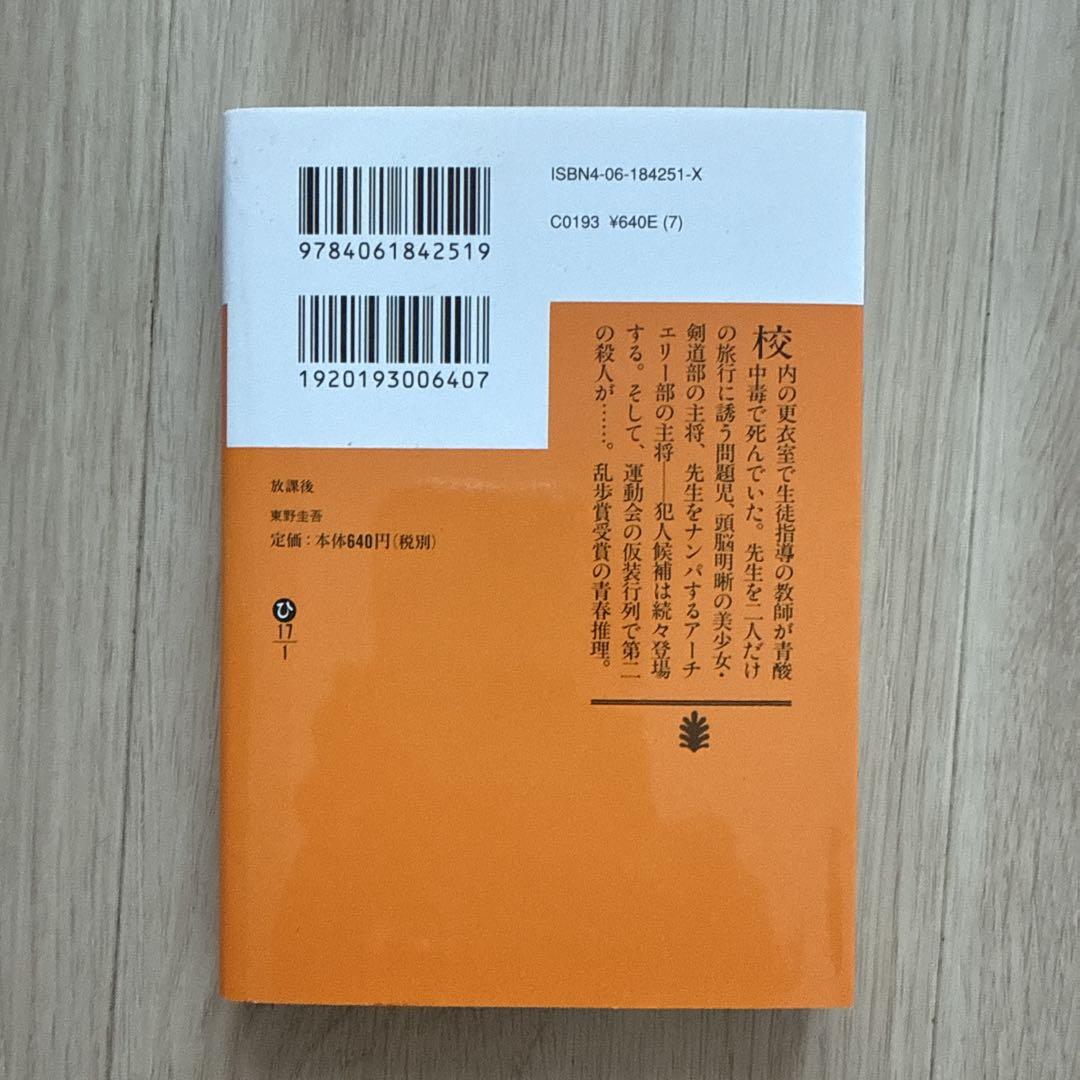 ISBN4-06-184251-X
C0193 ¥640E (7)
9784061842519
1920193006407
校内の更衣室で生徒指導の教師が青酸
中毒で死んでいた。先生を二人だけ
の旅行に誘う問題児、頭脳明晰の美少女・
剣道部の主将、先生をナンパするアーチ
ェリー部の主将――犯人候補は続々登場
する。そして、運動会の仮装行列で第二
の殺人が……。乱歩賞受賞の青春推理。
放課後
東野圭吾
定価:本体640円(税別)
ひ
17
1